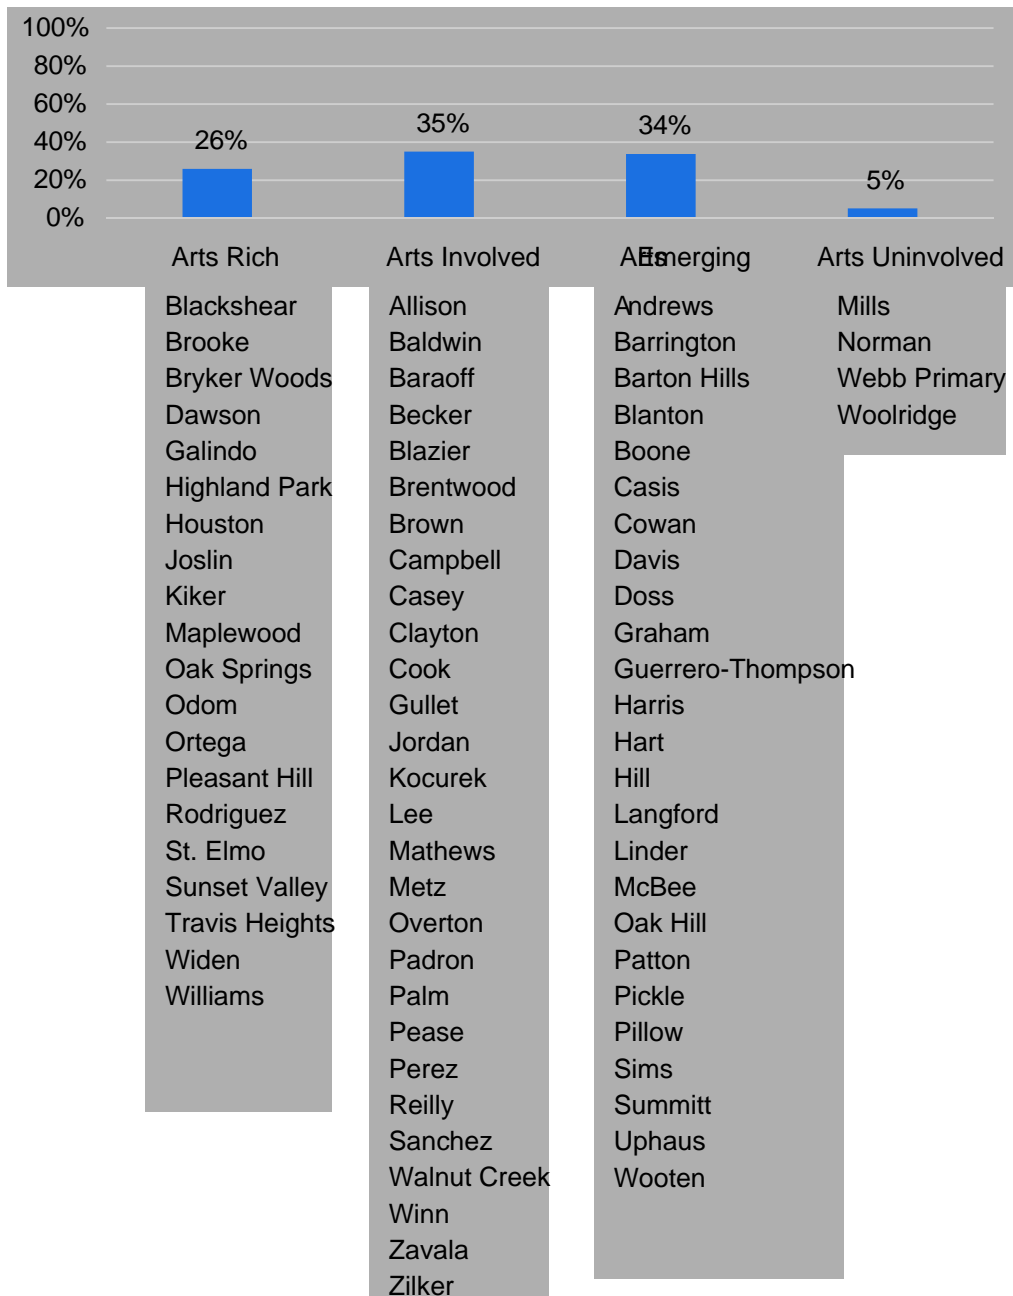 100%
80%
60%
40%
20%
0%
26%
35%
34%
5%
Arts Rich
Arts Involved
Arts Emerging
Arts Uninvolved
Blackshear
Brooke
Bryker Woods
Dawson
Galindo
Highland Park
Houston
Joslin
Kiker
Maplewood
Oak Springs
Odom
Ortega
Pleasant Hill
Rodriguez
St. Elmo
Sunset Valley
Travis Heights
Widen
Williams
Allison
Baldwin
Baraoff
Becker
Blazier
Brentwood
Brown
Campbell
Casey
Clayton
Cook
Gullet
Jordan
Kocurek
Lee
Mathews
Metz
Overton
Padron
Palm
Pease
Perez
Reilly
Sanchez
Walnut Creek
Winn
Zavala
Zilker
Andrews
Barrington
Barton Hills
Blanton
Boone
Casis
Cowan
Davis
Doss
Graham
Guerrero-Thompson
Harris
Hart
Hill
Langford
Linder
McBee
Oak Hill
Patton
Pickle
Pillow
Sims
Summitt
Uphaus
Wooten
Mills
Norman
Webb Primary
Woolridge